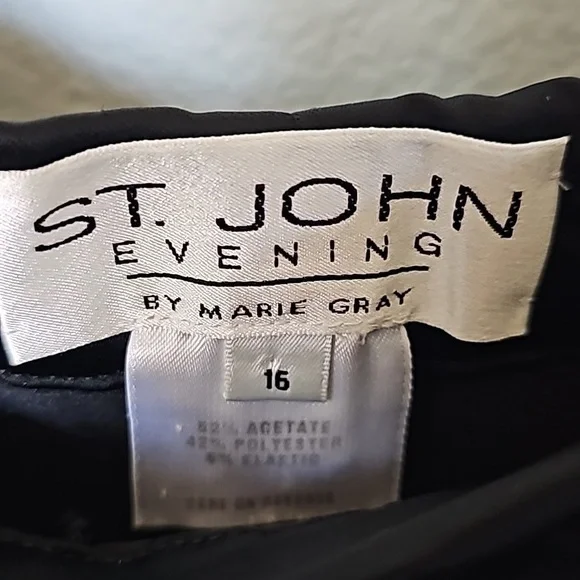 ST. JOHN
EVENING
BY MARIE GRAY
16
52% ACETATE
42% POLYESTER
6% ELASTIC